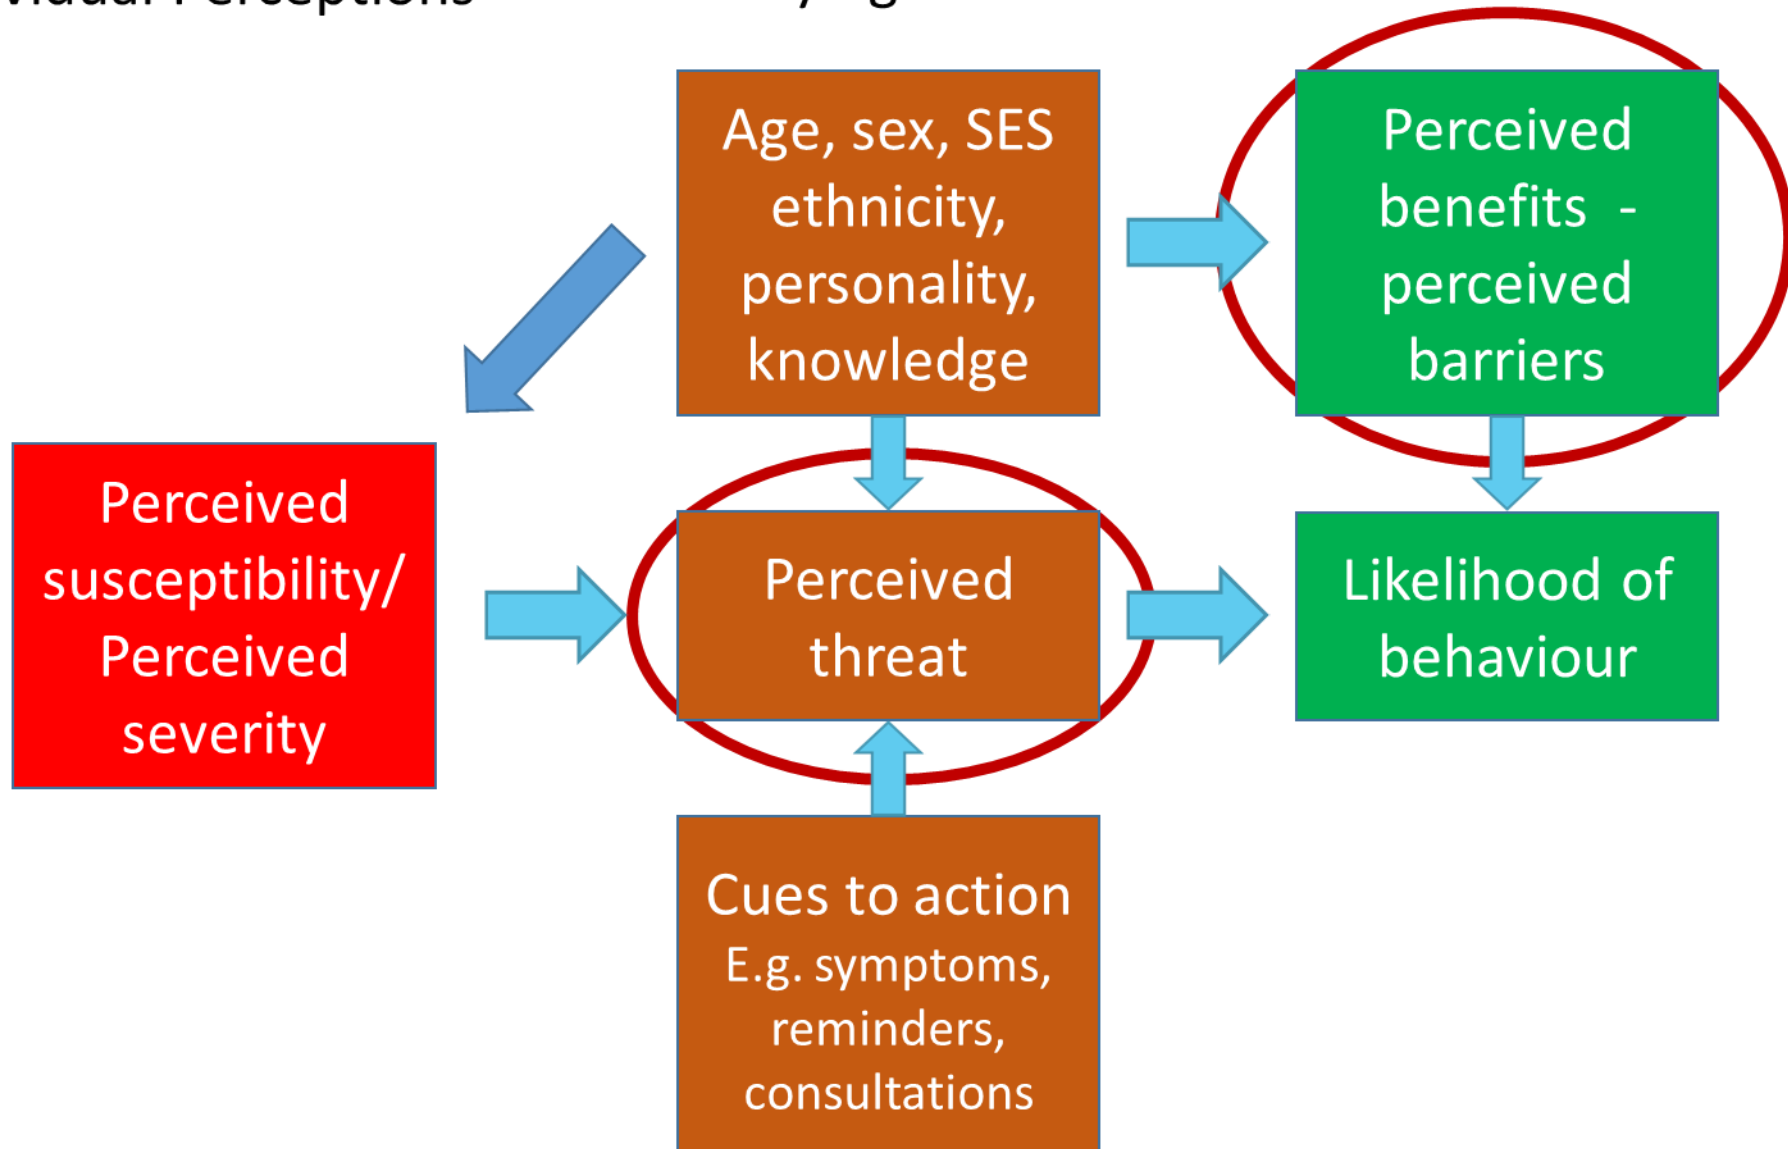 Perceptions
Age, sex, SES
ethnicity,
personality,
knowledge
Perceived
benefits -
perceived
barriers
Perceived
susceptibility/
Perceived
severity
Perceived
threat
Likelihood of
behaviour
Cues to action
E.g. symptoms,
reminders,
consultations